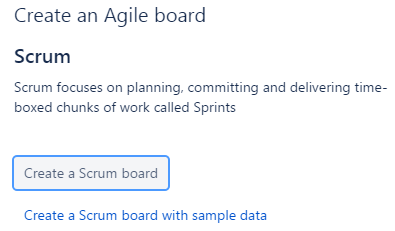 Create an Agile board
Scrum
Scrum focuses on planning, committing and delivering time-
boxed chunks of work called Sprints
Create a Scrum board
Create a Scrum board with sample data